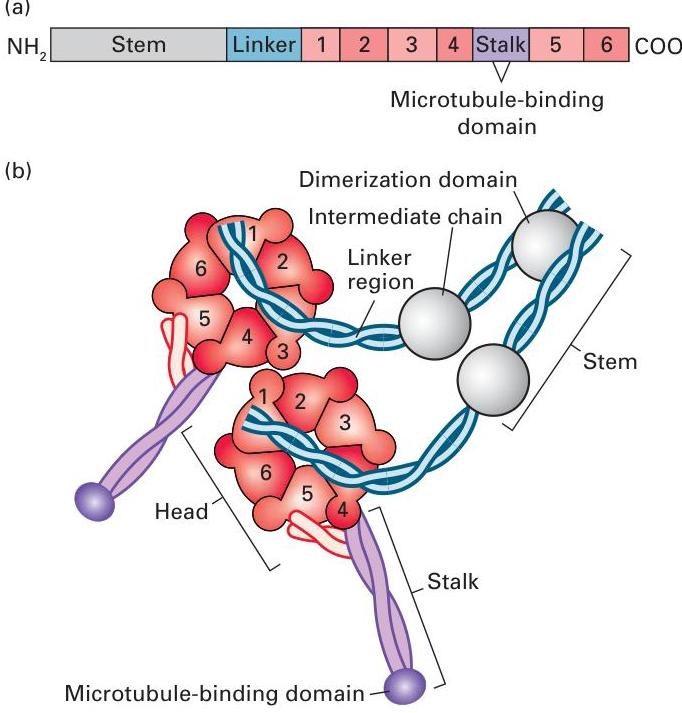 (a)
NH2 Stem Linker 1 2 3 4 Stalk 5 6 COO
Microtubule-binding
domain
(b)
Dimerization domain
Intermediate chain
Linker
region
1
2
6
5
4
3
Stem
1
2
3
6
5
4
Head
Stalk
Microtubule-binding domain